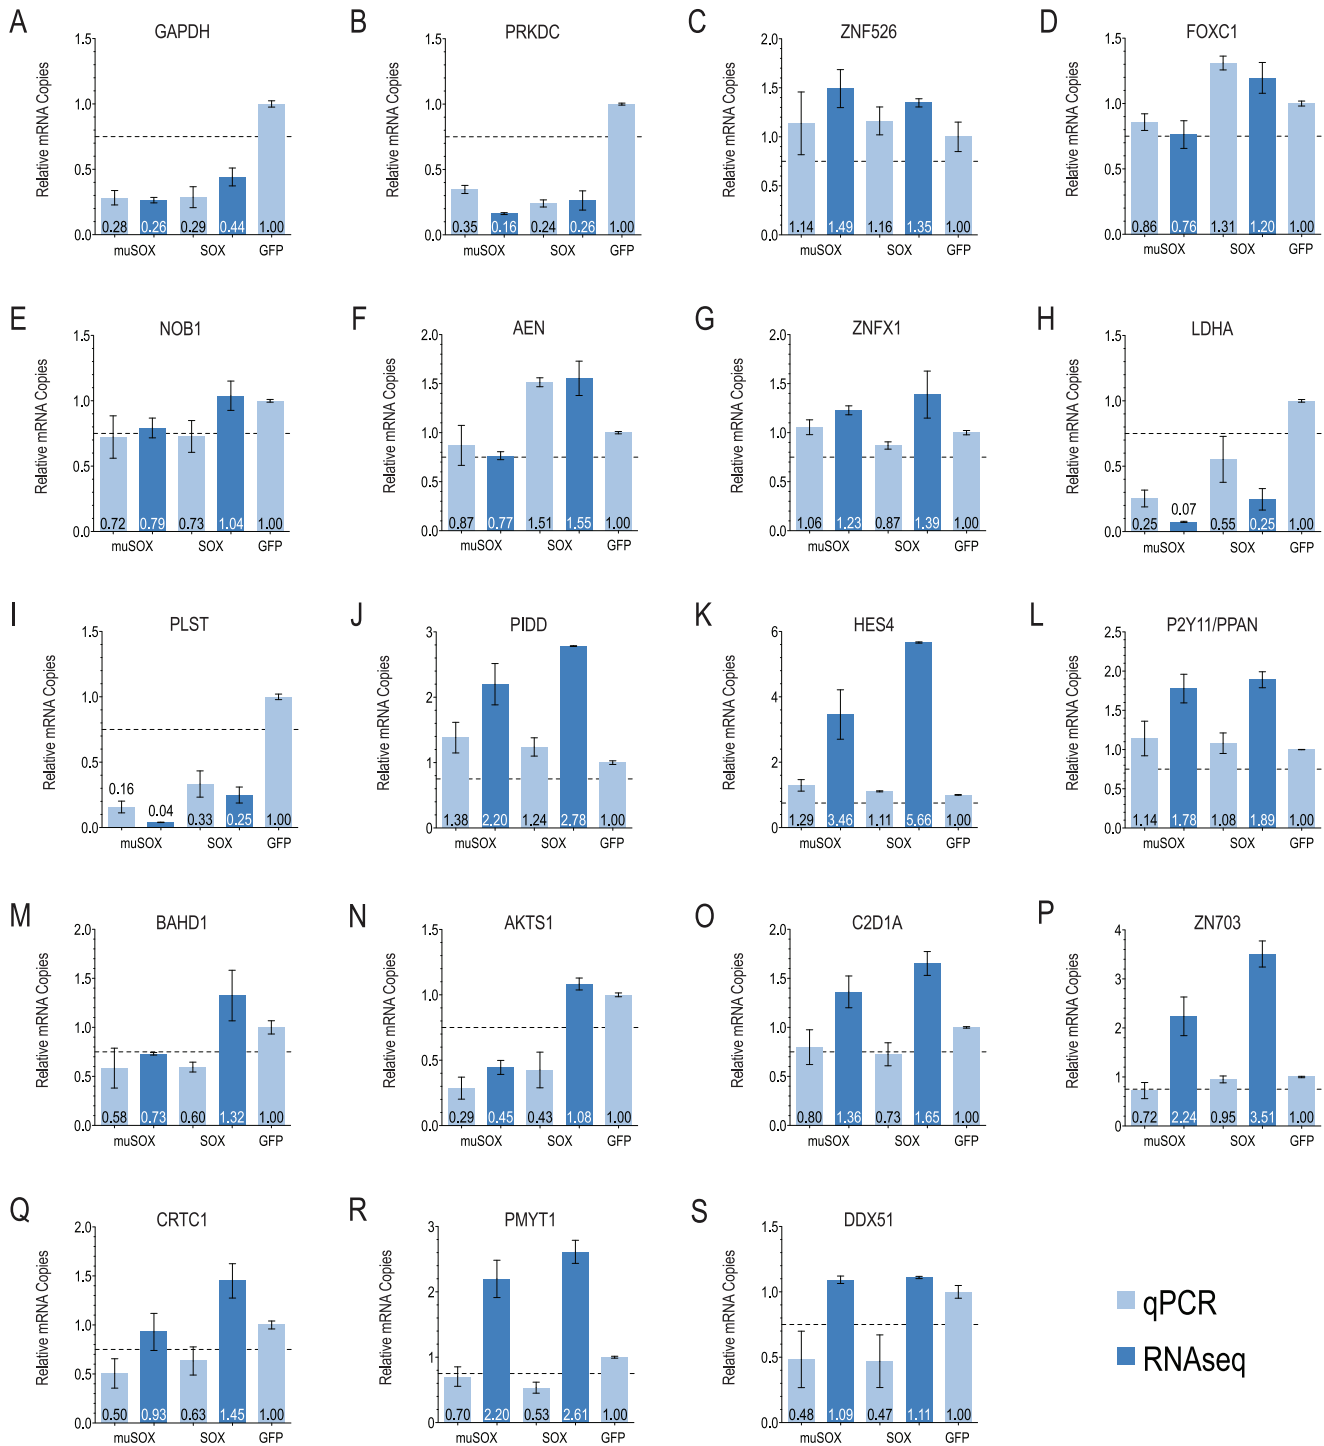 A
GAPDH
Relative mRNA Copies
1.5
1.0
0.5
0.0
0.28
0.26
0.29
0.44
1.00
muSOX
SOX
GFP
B
PRKDC
Relative mRNA Copies
1.5
1.0
0.5
0.0
0.35
0.16
0.24
0.26
1.00
muSOX
SOX
GFP
C
ZNF526
Relative mRNA Copies
2.0
1.5
1.0
0.5
0.0
1.14
1.49
1.16
1.35
1.00
muSOX
SOX
GFP
D
FOXC1
Relative mRNA Copies
1.5
1.0
0.5
0.0
0.86
0.76
1.31
1.20
1.00
muSOX
SOX
GFP
E
NOB1
Relative mRNA Copies
1.5
1.0
0.5
0.0
0.72
0.79
0.73
1.04
1.00
muSOX
SOX
GFP
F
AEN
Relative mRNA Copies
2.0
1.5
1.0
0.5
0.0
0.87
0.77
1.51
1.55
1.00
muSOX
SOX
GFP
G
ZNFX1
Relative mRNA Copies
2.0
1.5
1.0
0.5
0.0
1.06
1.23
0.87
1.39
1.00
muSOX
SOX
GFP
H
LDHA
Relative mRNA Copies
1.5
1.0
0.5
0.0
0.25
0.07
0.55
0.25
1.00
muSOX
SOX
GFP
I
PLST
Relative mRNA Copies
1.5
1.0
0.5
0.0
0.16
0.04
0.33
0.25
1.00
muSOX
SOX
GFP
J
PIDD
Relative mRNA Copies
3
2
1
0
1.38
2.20
1.24
2.78
1.00
muSOX
SOX
GFP
K
HES4
Relative mRNA Copies
6
4
2
0
1.29
3.46
1.11
5.66
1.00
muSOX
SOX
GFP
L
P2Y11/PPAN
Relative mRNA Copies
2.5
2.0
1.5
1.0
0.5
0.0
1.14
1.78
1.08
1.89
1.00
muSOX
SOX
GFP
M
BAHD1
Relative mRNA Copies
2.0
1.5
1.0
0.5
0.0
0.58
0.73
0.60
1.32
1.00
muSOX
SOX
GFP
N
AKTS1
Relative mRNA Copies
1.5
1.0
0.5
0.0
0.29
0.45
0.43
1.08
1.00
muSOX
SOX
GFP
O
C2D1A
Relative mRNA Copies
2.0
1.5
1.0
0.5
0.0
0.80
1.36
0.73
1.65
1.00
muSOX
SOX
GFP
P
ZN703
Relative mRNA Copies
4
3
2
1
0
0.72
2.24
0.95
3.51
1.00
muSOX
SOX
GFP
Q
CRTC1
Relative mRNA Copies
2.0
1.5
1.0
0.5
0.0
0.50
0.93
0.63
1.45
1.00
muSOX
SOX
GFP
R
PMYT1
Relative mRNA Copies
3
2
1
0
0.70
2.20
0.53
2.61
1.00
muSOX
SOX
GFP
S
DDX51
Relative mRNA Copies
1.5
1.0
0.5
0.0
0.48
1.09
0.47
1.11
1.00
muSOX
SOX
GFP
qPCR
RNAseq